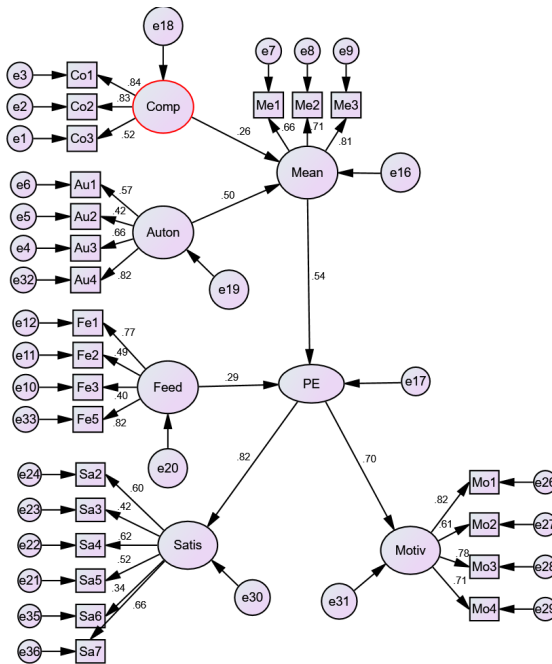 e18
e7 e8 e9
e3 Co1 .84
e2 Co2 .83 Comp
e1 Co3 .52
Me1 Me2 Me3
.66 .71 .81
.26
Mean e16
e6 Au1 .57
e5 Au2 .42
e4 Au3 .66 Auton .50
e32 Au4 .82
e19
.54
e12 Fe1 .77
e11 Fe2 .49
e10 Fe3 .40 Feed .29 PE e17
e33 Fe5 .82
e20
.82 .70
e24 Sa2 .60
e23 Sa3 .42
e22 Sa4 .62 Satis
e21 Sa5 .52
e35 Sa6 .34
e36 Sa7 .66
e30
Mo1 e26 .82
Mo2 e27 .61
Motiv
Mo3 e28 .78
Mo4 e29 .71
e31